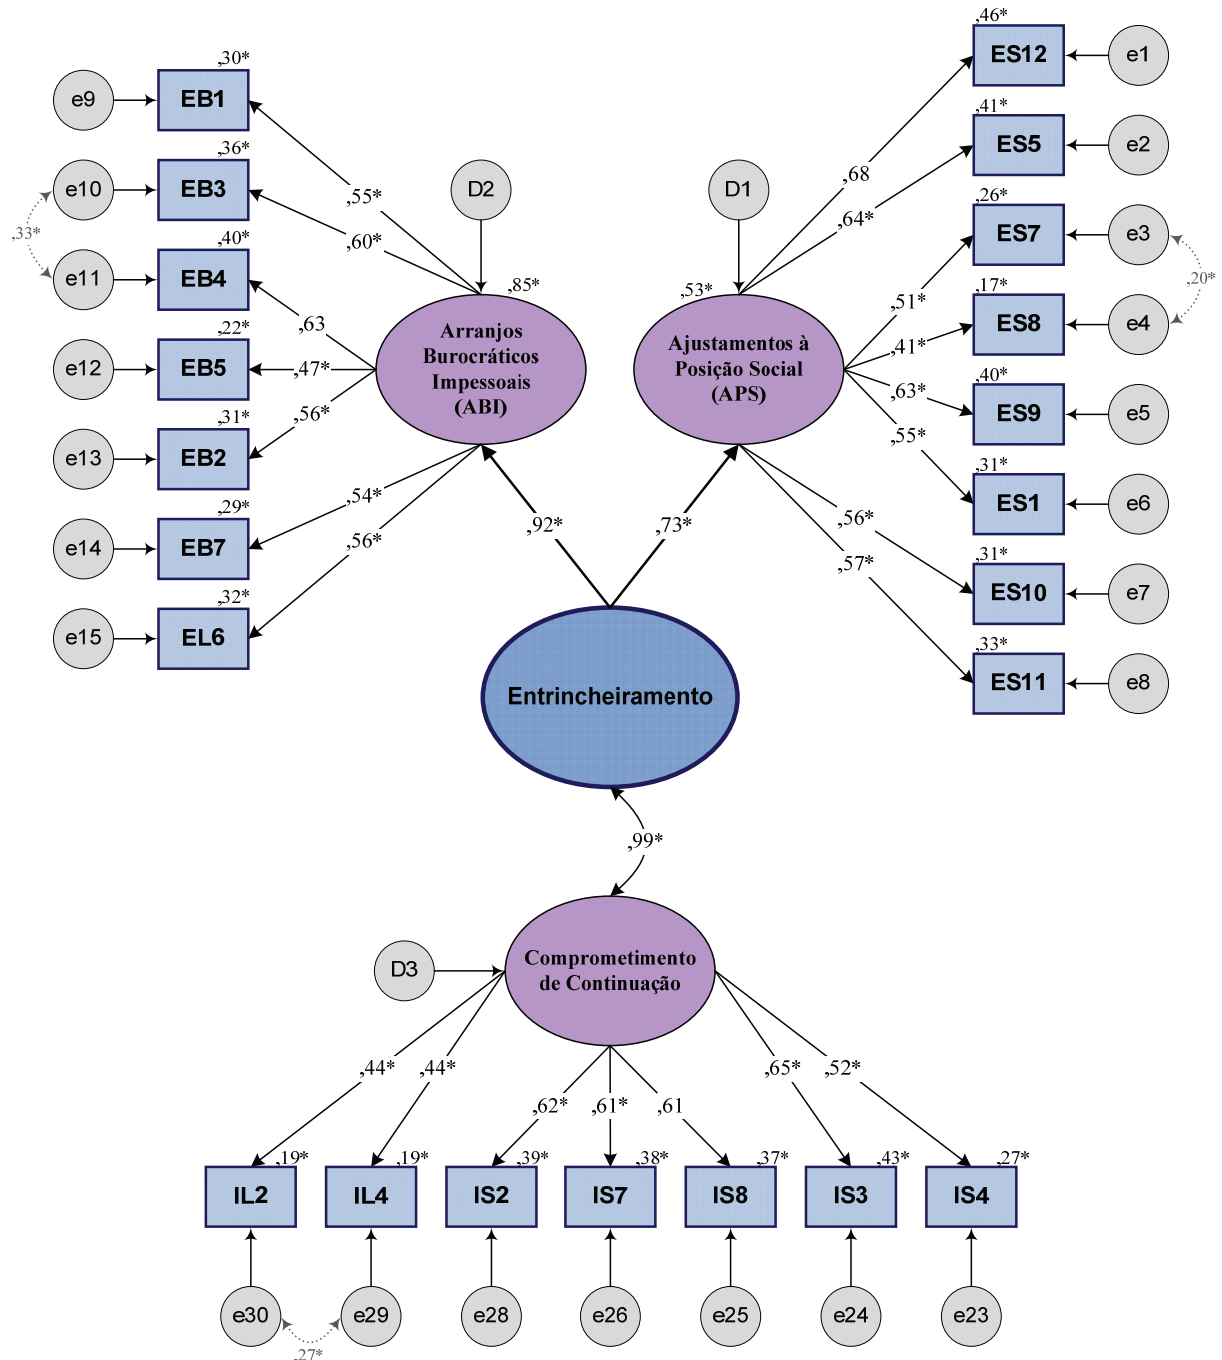 ,46*
ES12
e1
,30*
EB1
e9
,41*
ES5
e2
,36*
EB3
e10
D2
D1
,68
,55*
,64*
,26*
ES7
e3
,60*
,33*
,40*
EB4
e11
,20*
,85*
,53*
,51*
,17*
ES8
e4
,63
,22*
EB5
e12
,47*
Arranjos
Burocráticos
Impessoais
(ABI)
Ajustamentos à
Posição Social
(APS)
,41*
,63*
,40*
ES9
e5
,56*
,31*
EB2
e13
,55*
,31*
ES1
e6
,54*
,29*
EB7
e14
,92*
,73*
,56*
,56*
,57*
,31*
ES10
e7
,32*
EL6
e15
,33*
ES11
e8
Entrincheiramento
,99*
Comprometimento
de Continuação
D3
,44*
,44*
,62*
,61*
,61
,65*
,52*
,19*
,19*
,39*
,38*
,37*
,43*
,27*
IL2
IL4
IS2
IS7
IS8
IS3
IS4
e30
e29
e28
e26
e25
e24
e23
,27*